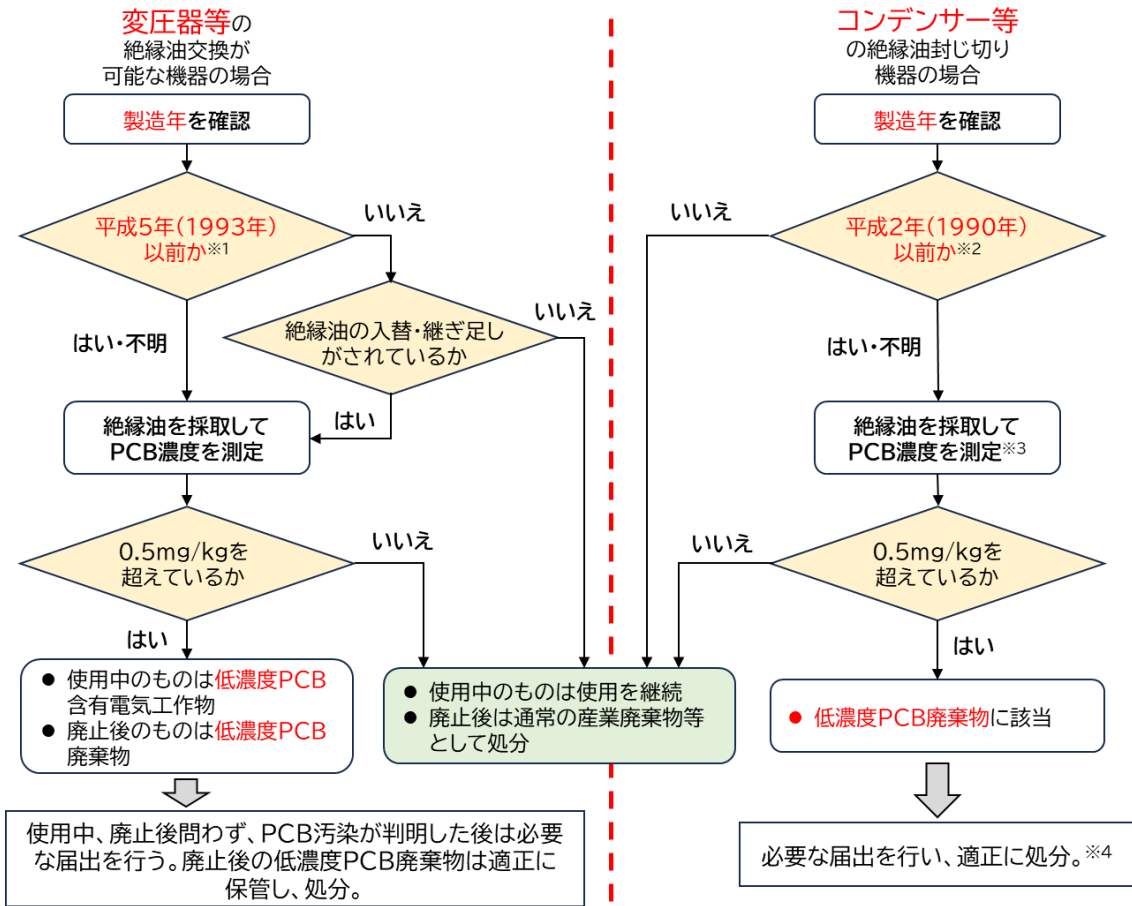 変圧器等の
絶縁油交換が
可能な機器の場合
製造年を確認
平成5年(1993年)
以前か※1
いいえ
はい・不明
絶縁油の入替・継ぎ足し
がされているか
いいえ
はい
絶縁油を採取して
PCB濃度を測定
0.5mg/kgを
超えているか
いいえ
はい
● 使用中のものは低濃度PCB
含有電気工作物
● 廃止後のものは低濃度PCB
廃棄物
使用中、廃止後問わず、PCB汚染が判明した後は必要
な届出を行う。廃止後の低濃度PCB廃棄物は適正に
保管し、処分。
● 使用中のものは使用を継続
● 廃止後は通常の産業廃棄物等
として処分
コンデンサー等
の絶縁油封じ切り
機器の場合
製造年を確認
平成2年(1990年)
以前か※2
いいえ
はい・不明
絶縁油を採取して
PCB濃度を測定※3
0.5mg/kgを
超えているか
いいえ
はい
● 低濃度PCB廃棄物に該当
必要な届出を行い、適正に処分。※4